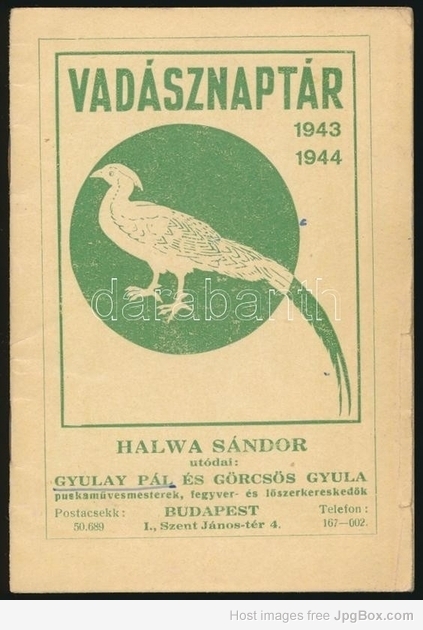 VADÁSZNAPTÁR
1943
1944
darabanth
HALWA SÁNDOR
utódai:
GYULAY PÁL ÉS GÖRCSÖS GYULA
puskaművesmesterek, fegyver- és lőszerkereskedők
Postacsekk: BUDAPEST Telefon:
50.689 I., Szent János-tér 4. 167—002.
Host images free JpgBox.com